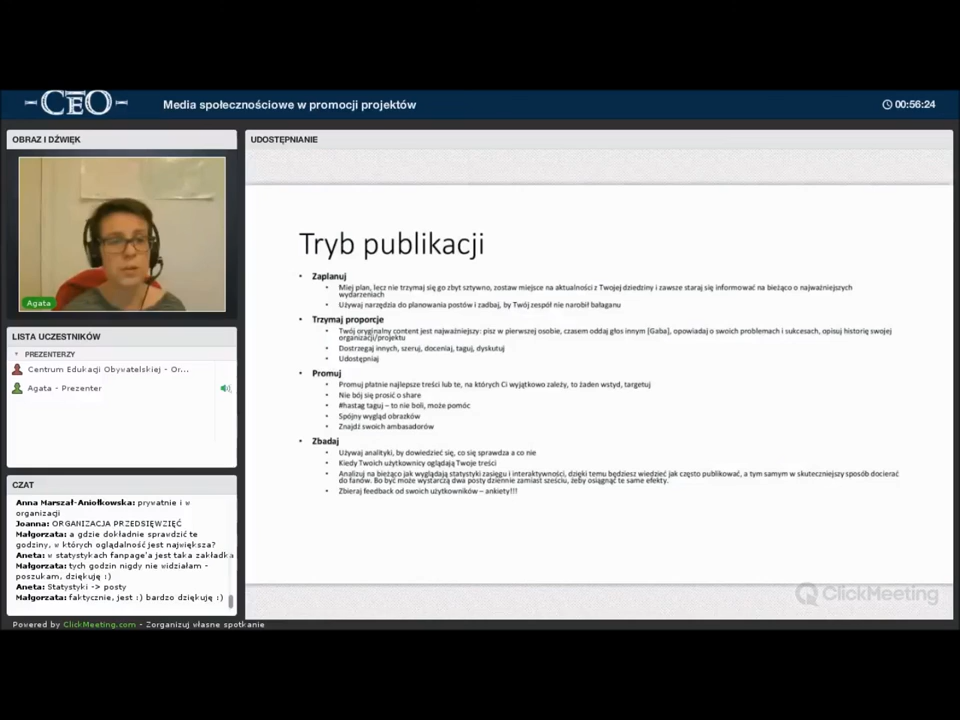 CEO
Media społecznościowe w promocji projektów
00:56:24
OBRAZ I DŹWIĘK
Agata
LISTA UCZESTNIKÓW
PREZENTERZY
Centrum Edukacji Obywatelskiej - Or...
Agata - Prezenter
CZAT
Anna Marszał-Aniołkowska: prywatnie i w
organizacji
Joanna: ORGANIZACJA PRZEDSIĘWZIĘĆ
Małgorzata: a gdzie dokładnie sprawdzić te
godziny, w których oglądalność jest największa?
Aneta: w statystykach fanpage'a jest taka zakładka
Małgorzata: tych godzin nigdy nie widziałam -
poszukam, dziękuję :)
Aneta: Statystyki -> posty
Małgorzata: faktycznie, jest :) bardzo dziękuję :)
UDOSTĘPNIANIE
Tryb publikacji
• Zaplanuj
• Miej plan, lecz nie trzymaj się go zbyt sztywno, zostaw miejsce na aktualności z Twojej dziedziny i zawsze staraj się informować na bieżąco o najważniejszych
wydarzeniach
• Używaj narzędzia do planowania postów i zadbaj, by Twój zespół nie narobił bałaganu
• Trzymaj proporcje
• Twój oryginalny content jest najważniejszy: pisz w pierwszej osobie, czasem oddaj głos innym [Gaba], opowiadaj o swoich problemach i sukcesach, opisuj historię swojej
organizacji/projektu
• Dostrzegaj innych, szeruj, doceniaj, taguj, dyskutuj
• Udostępniaj
• Promuj
• Promuj płatnie najlepsze treści lub te, na których Ci wyjątkowo zależy, to żaden wstyd, targetuj
• Nie bój się prosić o share
• #hastag taguj – to nie boli, może pomóc
• Spójny wygląd obrazków
• Znajdź swoich ambasadorów
• Zbadaj
• Używaj analityki, by dowiedzieć się, co się sprawdza a co nie
• Kiedy Twoich użytkownicy oglądają Twoje treści
• Analizuj na bieżąco jak wyglądają statystyki zasięgu i interaktywności, dzięki temu będziesz wiedzieć jak często publikować, a tym samym w skuteczniejszy sposób docierać
do fanów. Bo być może wystarczą dwa posty dziennie zamiast sześciu, żeby osiągnąć te same efekty.
• Zbieraj feedback od swoich użytkowników – ankiety!!!
ClickMeeting
Powered by ClickMeeting.com - Zorganizuj własne spotkanie